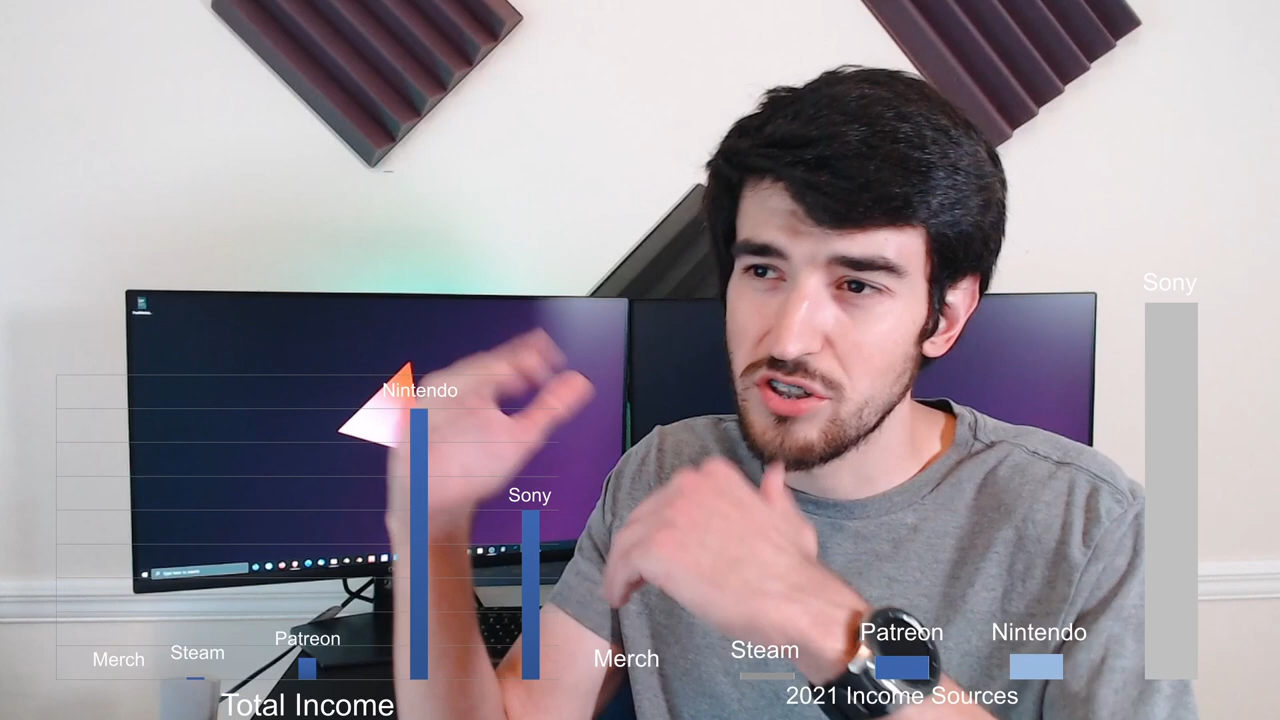 Sony
Nintendo
Sony
Patreon
Merch
Steam
Merch
Steam
Patreon
Nintendo
Total Income
2021 Income Sources